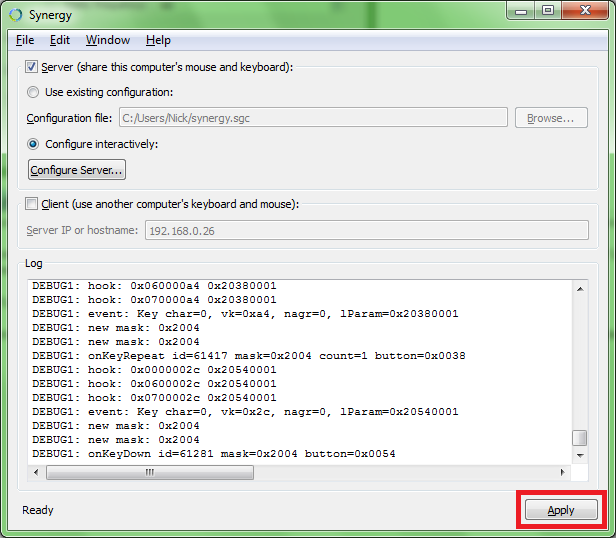 Synergy
File Edit Window Help
Server (share this computer's mouse and keyboard):
Use existing configuration:
Configuration file: C:/Users/Nick/synergy.sgc Browse...
Configure interactively:
Configure Server...
Client (use another computer's keyboard and mouse):
Server IP or hostname: 192.168.0.26
Log
DEBUG1: hook: 0x060000a4 0x20380001
DEBUG1: hook: 0x070000a4 0x20380001
DEBUG1: event: Key char=0, vk=0xa4, nagr=0, lParam=0x20380001
DEBUG1: new mask: 0x2004
DEBUG1: new mask: 0x2004
DEBUG1: onKeyRepeat id=61417 mask=0x2004 count=1 button=0x0038
DEBUG1: hook: 0x0000002c 0x20540001
DEBUG1: hook: 0x0600002c 0x20540001
DEBUG1: hook: 0x0700002c 0x20540001
DEBUG1: event: Key char=0, vk=0x2c, nagr=0, lParam=0x20540001
DEBUG1: new mask: 0x2004
DEBUG1: new mask: 0x2004
DEBUG1: onKeyDown id=61281 mask=0x2004 button=0x0054
Ready Apply